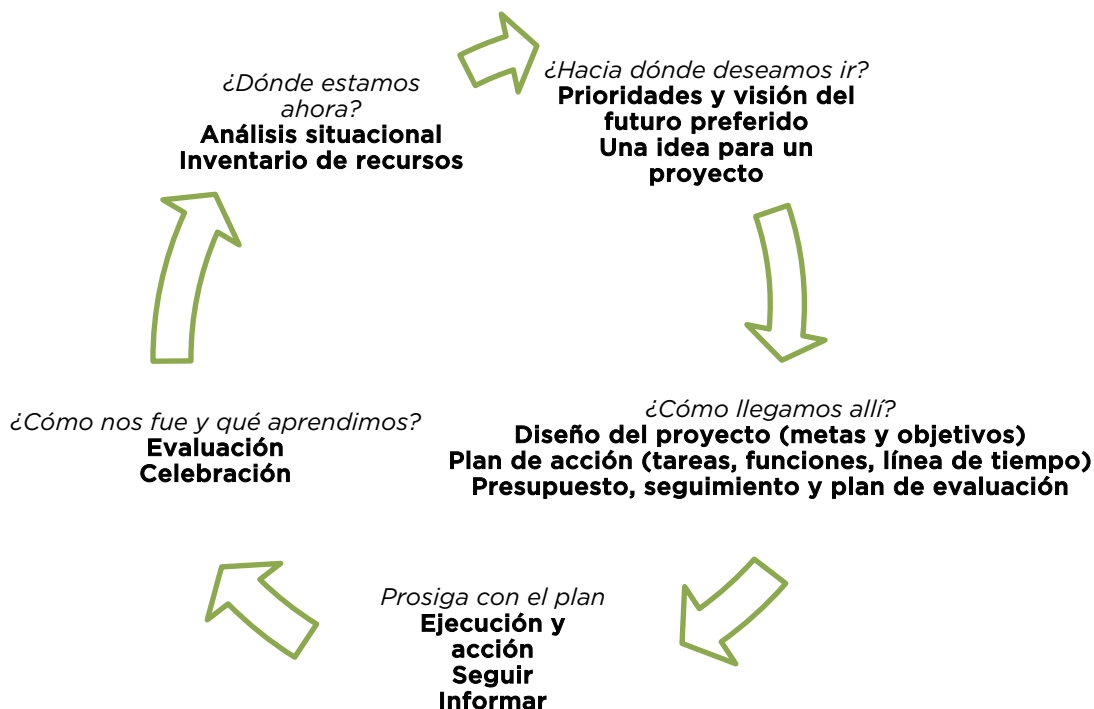 ¿Dónde estamos
ahora?
Análisis situacional
Inventario de recursos
¿Hacia dónde deseamos ir?
Prioridades y visión del
futuro preferido
Una idea para un
proyecto
¿Cómo llegamos allí?
Diseño del proyecto (metas y objetivos)
Plan de acción (tareas, funciones, línea de tiempo)
Presupuesto, seguimiento y plan de evaluación
Prosiga con el plan
Ejecución y
acción
Seguir
Informar
¿Cómo nos fue y qué aprendimos?
Evaluación
Celebración